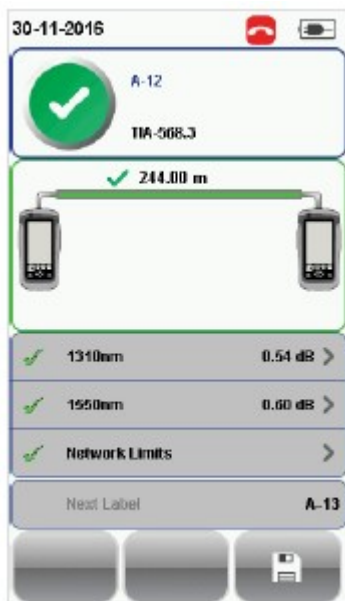 30-11-2016
A-12
TIA-568.3
244.00 m
1310nm 0.54 dB
1550nm 0.60 dB
Network Limits
Next Label A-13